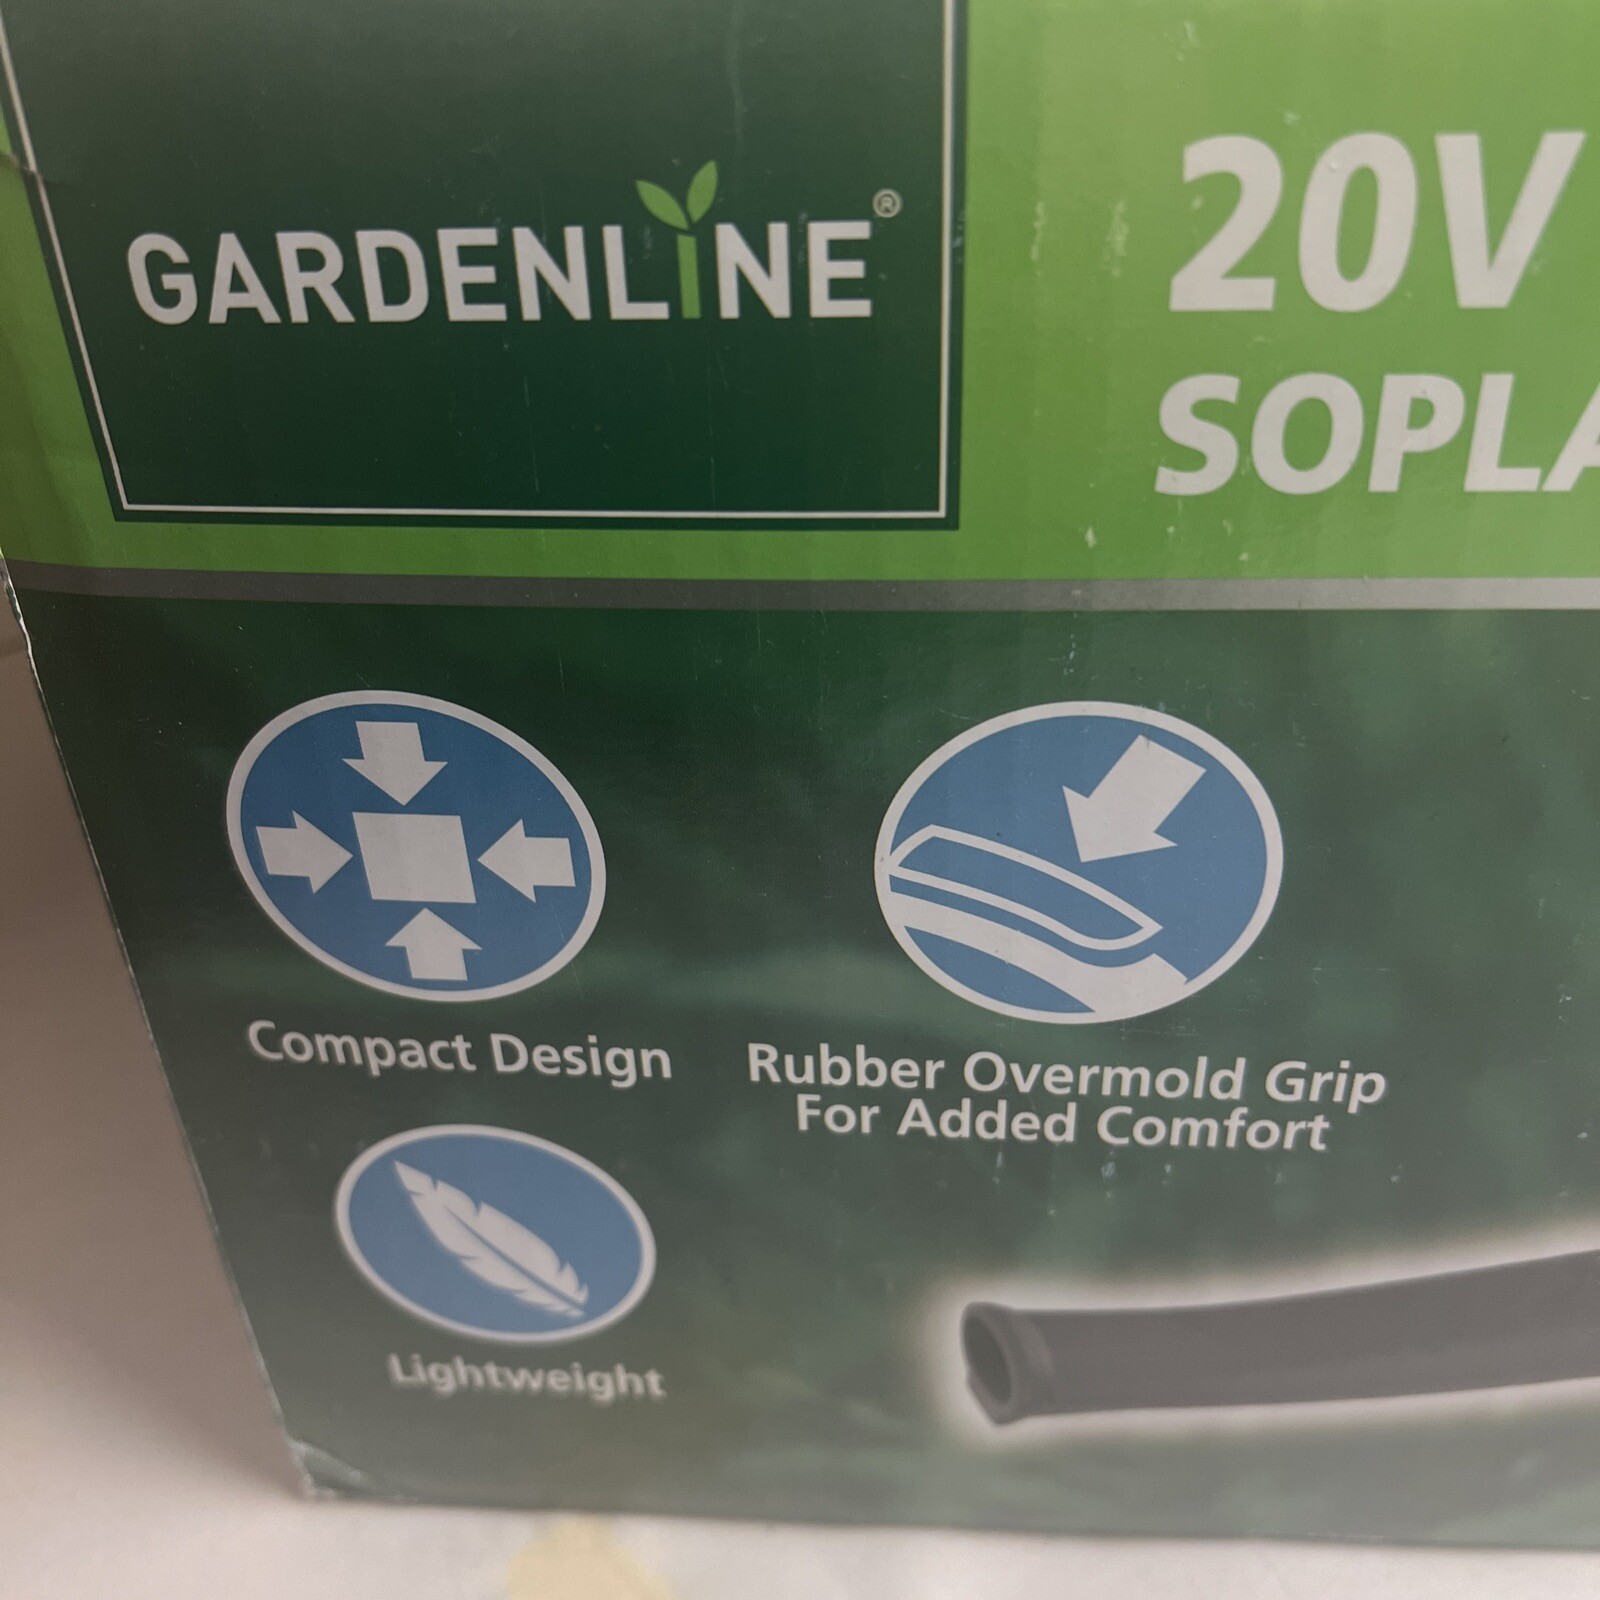 GARDENLINE®
20V
SOPLA
Compact Design
Rubber Overmold Grip
For Added Comfort
Lightweight